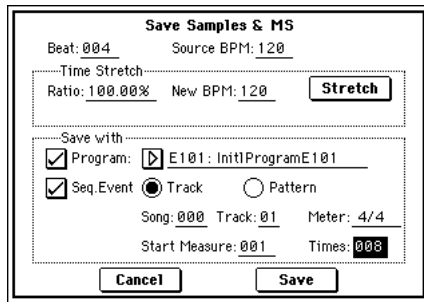 Save Samples & MS
Beat: 004 Source BPM: 120
Time Stretch
Ratio: 100.00% New BPM: 120 Stretch
Save with
Program: E101: InitlProgramE101
Seq.Event Track Pattern
Song: 000 Track: 01 Meter: 4/4
Start Measure: 001 Times: 008
Cancel Save